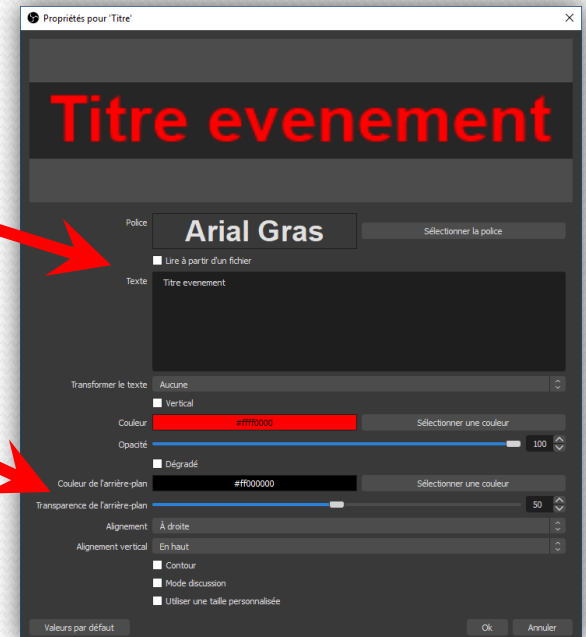 Propriétés pour 'Titre'
Titre evenement
Police Arial Gras Sélectionner la police
Lire à partir d'un fichier
Texte Titre evenement
Transformer le texte Aucune
Vertical
Couleur #ffff0000 Sélectionner une couleur
Opacité 100
Dégradé
Couleur de l'arrière-plan #ff000000 Sélectionner une couleur
Transparence de l'arrière-plan 50
Alignement À droite
Alignement vertical En haut
Contour
Mode discussion
Utiliser une taille personnalisée
Valeurs par défaut Ok Annuler